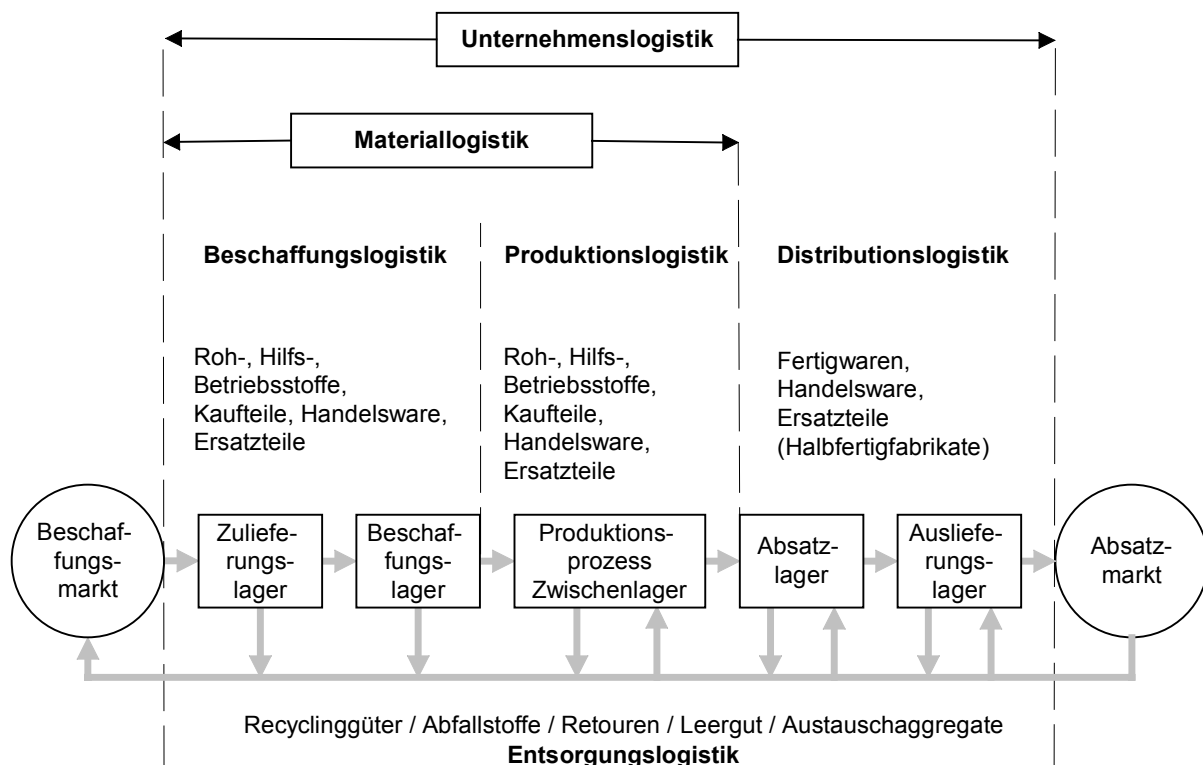 Unternehmenslogistik
Materiallogistik
Beschaffungslogistik
Produktionslogistik
Distributionslogistik
Roh-, Hilfs-,
Betriebsstoffe,
Kaufteile, Handelsware,
Ersatzteile
Roh-, Hilfs-,
Betriebsstoffe,
Kaufteile,
Handelsware,
Ersatzteile
Fertigwaren,
Handelsware,
Ersatzteile
(Halbfertigfabrikate)
Beschaf-
fungs-
markt
Zuliefe-
rungs-
lager
Beschaf-
fungs-
lager
Produktions-
prozess
Zwischenlager
Absatz-
lager
Ausliefe-
rungs-
lager
Absatz-
markt
Recyclinggüter / Abfallstoffe / Retouren / Leergut / Austauschaggregate
Entsorgungslogistik